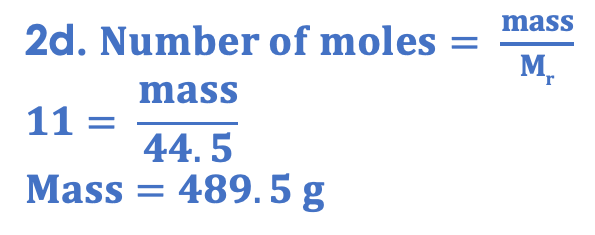 2d. Number of moles = mass / Mᵣ
11 = mass / 44.5
Mass = 489.5 g